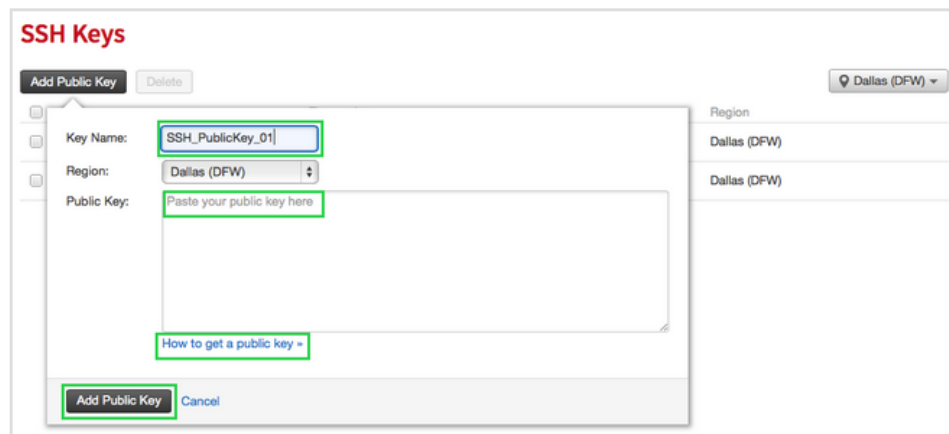 SSH Keys
Add Public Key Delete Dallas (DFW)
Region
Key Name: SSH_PublicKey_01 Dallas (DFW)
Region: Dallas (DFW)
Dallas (DFW)
Public Key: Paste your public key here
How to get a public key »
Add Public Key Cancel